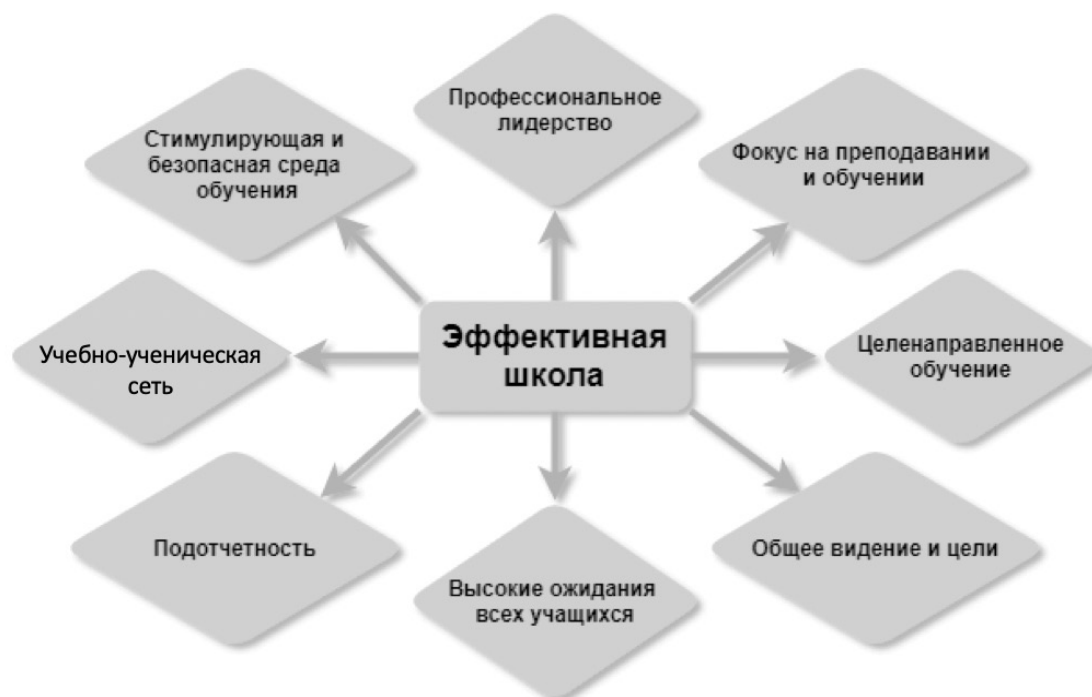 Профессиональное
лидерство
Стимулирующая и
безопасная среда
обучения
Фокус на преподавании
и обучении
Эффективная
школа
Учебно-ученическая
сеть
Целенаправленное
обучение
Подотчетность
Общее видение и цели
Высокие ожидания
всех учащихся